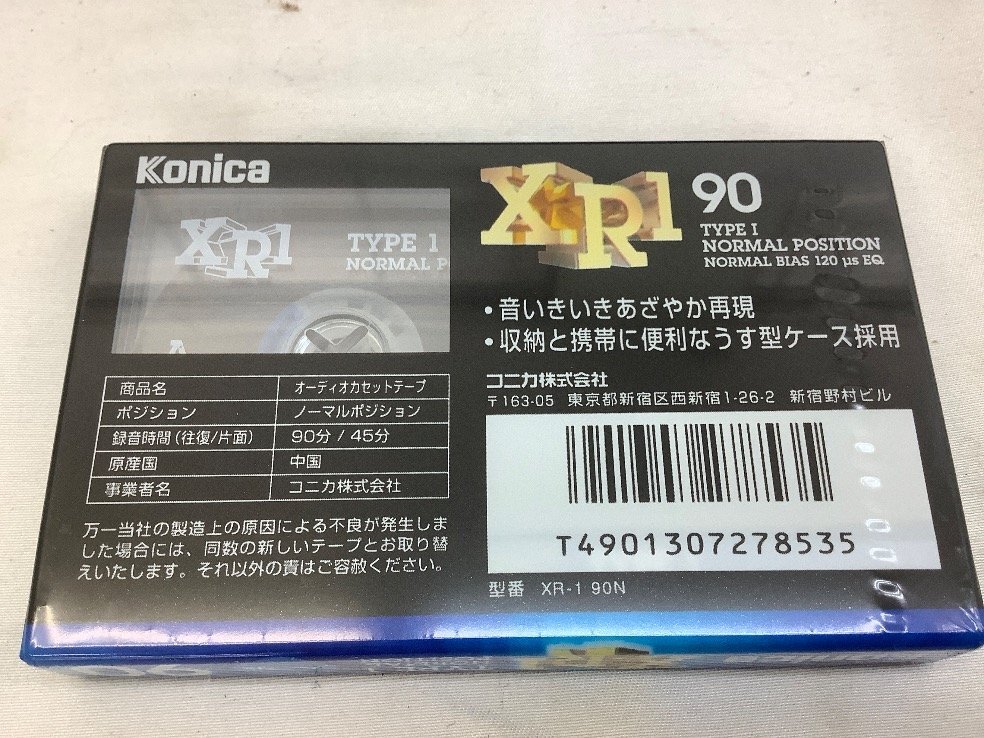 Konica
XR1
TYPE 1
NORMAL P
A
XR1 90
TYPE I
NORMAL POSITION
NORMAL BIAS 120 µs EQ
・音いきいきあざやか再現
・収納と携帯に便利なうす型ケース採用
商品名 オーディオカセットテープ
ポジション ノーマルポジション
録音時間(往復/片面) 90分/45分
原産国 中国
事業者名 コニカ株式会社
万一当社の製造上の原因による不良が発生しま
した場合には、同数の新しいテープとお取り替
えいたします。それ以外の責はご容赦ください。
コニカ株式会社
〒163-05 東京都新宿区西新宿1-26-2 新宿野村ビル
T4901307278535
型番 XR-1 90N